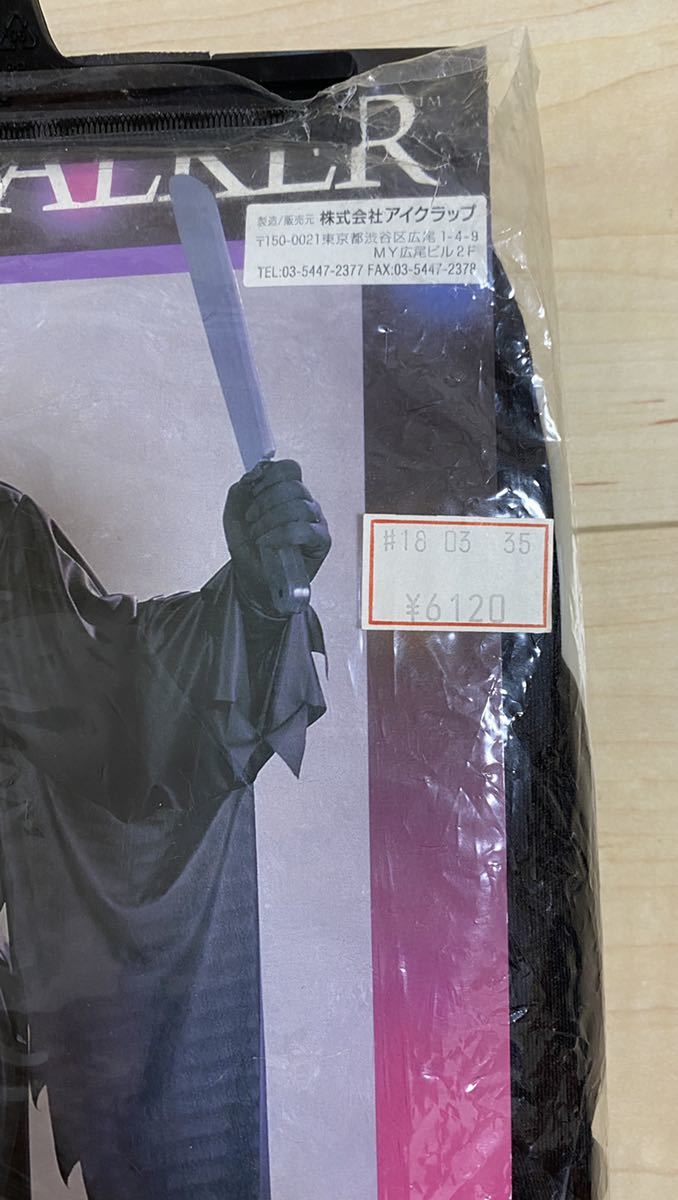 ALKER™
製造/販売元 株式会社アイクラップ
〒150-0021東京都渋谷区広尾 1-4-9
MY広尾ビル2F
TEL:03-5447-2377 FAX:03-5447-2378
#18 03 35
¥6120